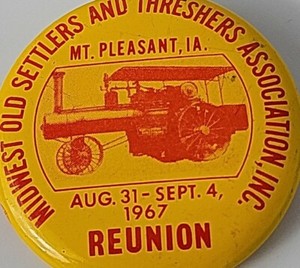 MIDWEST OLD SETTLERS AND THRESHERS ASSOCIATION, INC.
MT. PLEASANT, IA.
AUG. 31 - SEPT. 4,
1967
REUNION